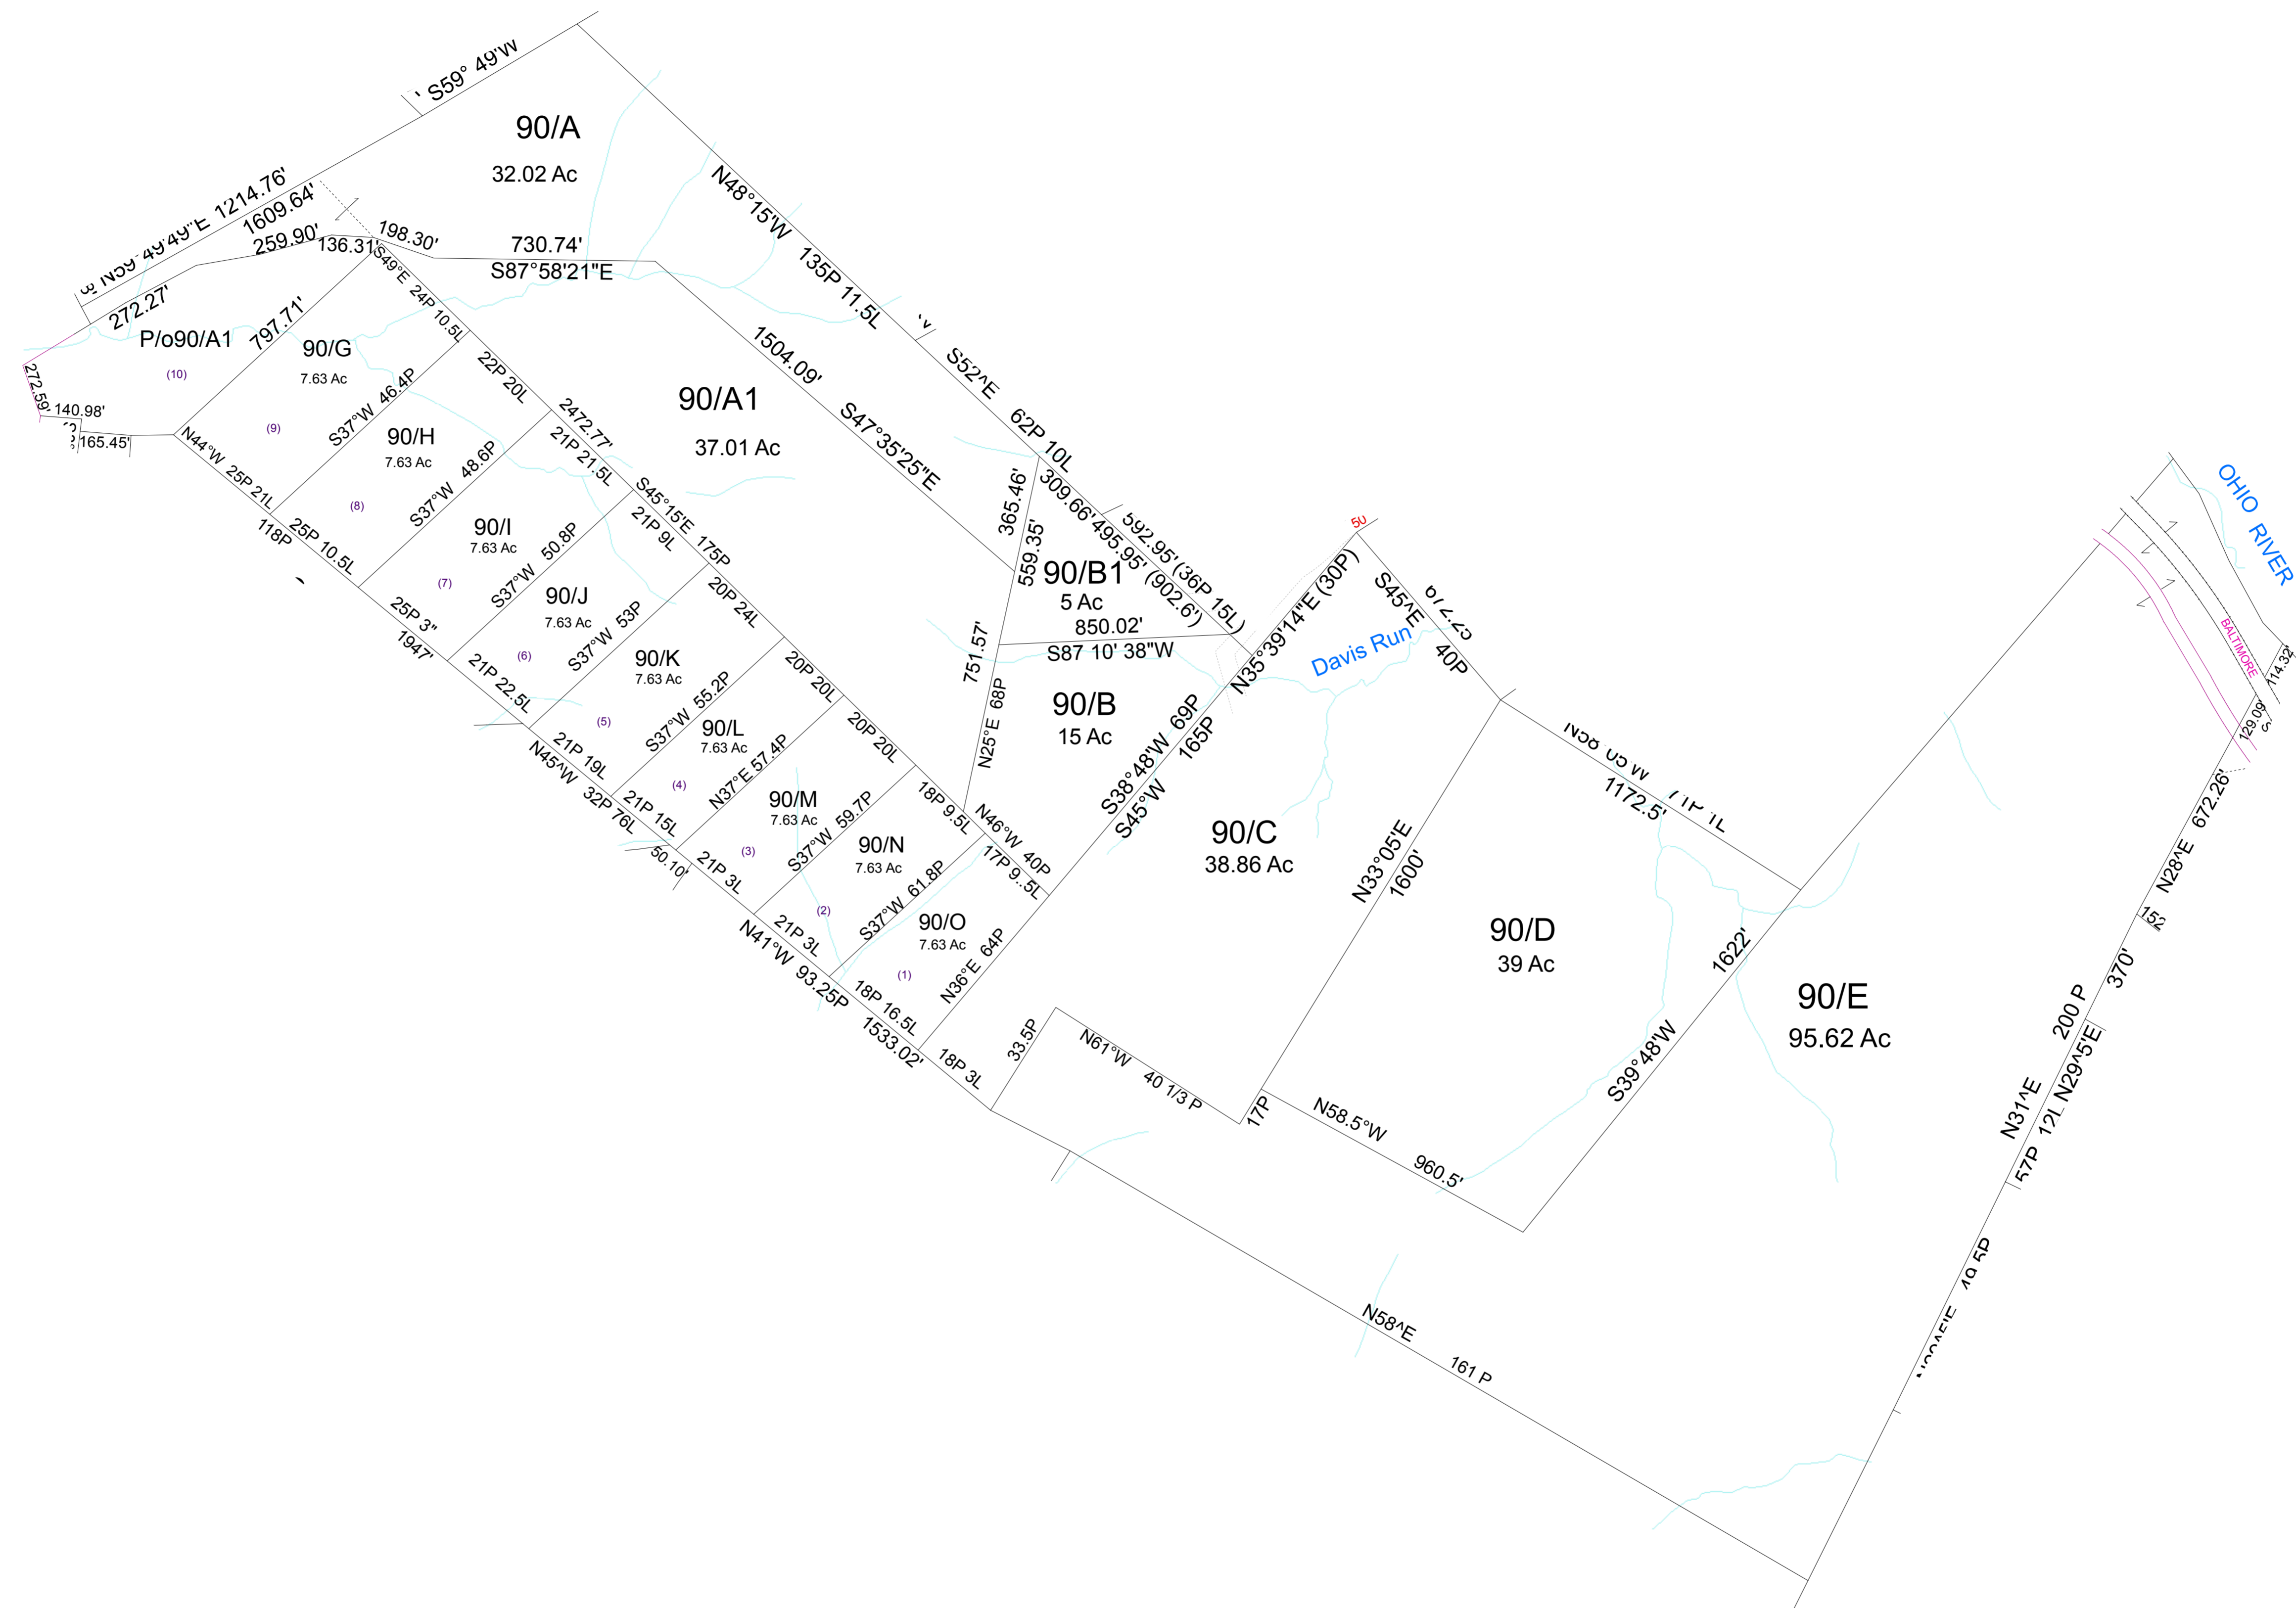 S59° 49'W
90/A
32.02 Ac
N59°49'49"E 1214.76'
1609.64'
259.90'
136.31'
198.30'
730.74'
S87°58'21"E
272.27'
P/o90/A1
(10)
797.71'
272.59'
140.98'
165.45'
S49°E 24P 10.5L
N48°15'W 135P 11.5L
90/G
7.63 Ac
(9)
S37°W 46.4P
22P 20L
2472.77'
90/A1
37.01 Ac
1504.09'
S47°35'25"E
S52^E 62P 10L
N44°W 25P 21L
118P
90/H
7.63 Ac
(8)
S37°W 48.6P
21P 21.5L
S45°15'E 175P
25P 10.5L
90/I
7.63 Ac
(7)
S37°W 50.8P
21P 9L
25P 3"
1947'
90/J
7.63 Ac
(6)
S37°W 53P
20P 24L
21P 22.5L
90/K
7.63 Ac
(5)
S37°W 55.2P
20P 20L
21P 19L
N45^W 32P 76L
90/L
7.63 Ac
(4)
N37°E 57.4P
20P 20L
21P 15L
50.10'
90/M
7.63 Ac
(3)
S37°W 59.7P
18P 9.5L
21P 3L
N41°W 93.25P
90/N
7.63 Ac
(2)
S37°W 61.8P
N46°W 40P
17P 9..5L
21P 3L
90/O
7.63 Ac
(1)
N36°E 64P
18P 16.5L
1533.02'
18P 3L
365.46'
559.35'
309.66'
495.95' (902.6')
592.95' (36P 15L)
90/B1
5 Ac
850.02'
S87 10' 38"W
751.57'
N25°E 68P
90/B
15 Ac
S38°48'W 69P
S45°W 165P
N35°39'14"E (30P)
50
S45^E 40P
Davis Run
90/C
38.86 Ac
33.5P
N61°W 40 1/3 P
17P
N33°05'E
1600'
1172.5'
90/D
39 Ac
N58.5°W 960.5'
S39°48'W 1622'
90/E
95.62 Ac
N58^E 161 P
OHIO RIVER
BALTIMORE
114.32'
129.09'
N28^E 672.26'
152
370'
N31^E 200 P
57P 12L N29^5'E